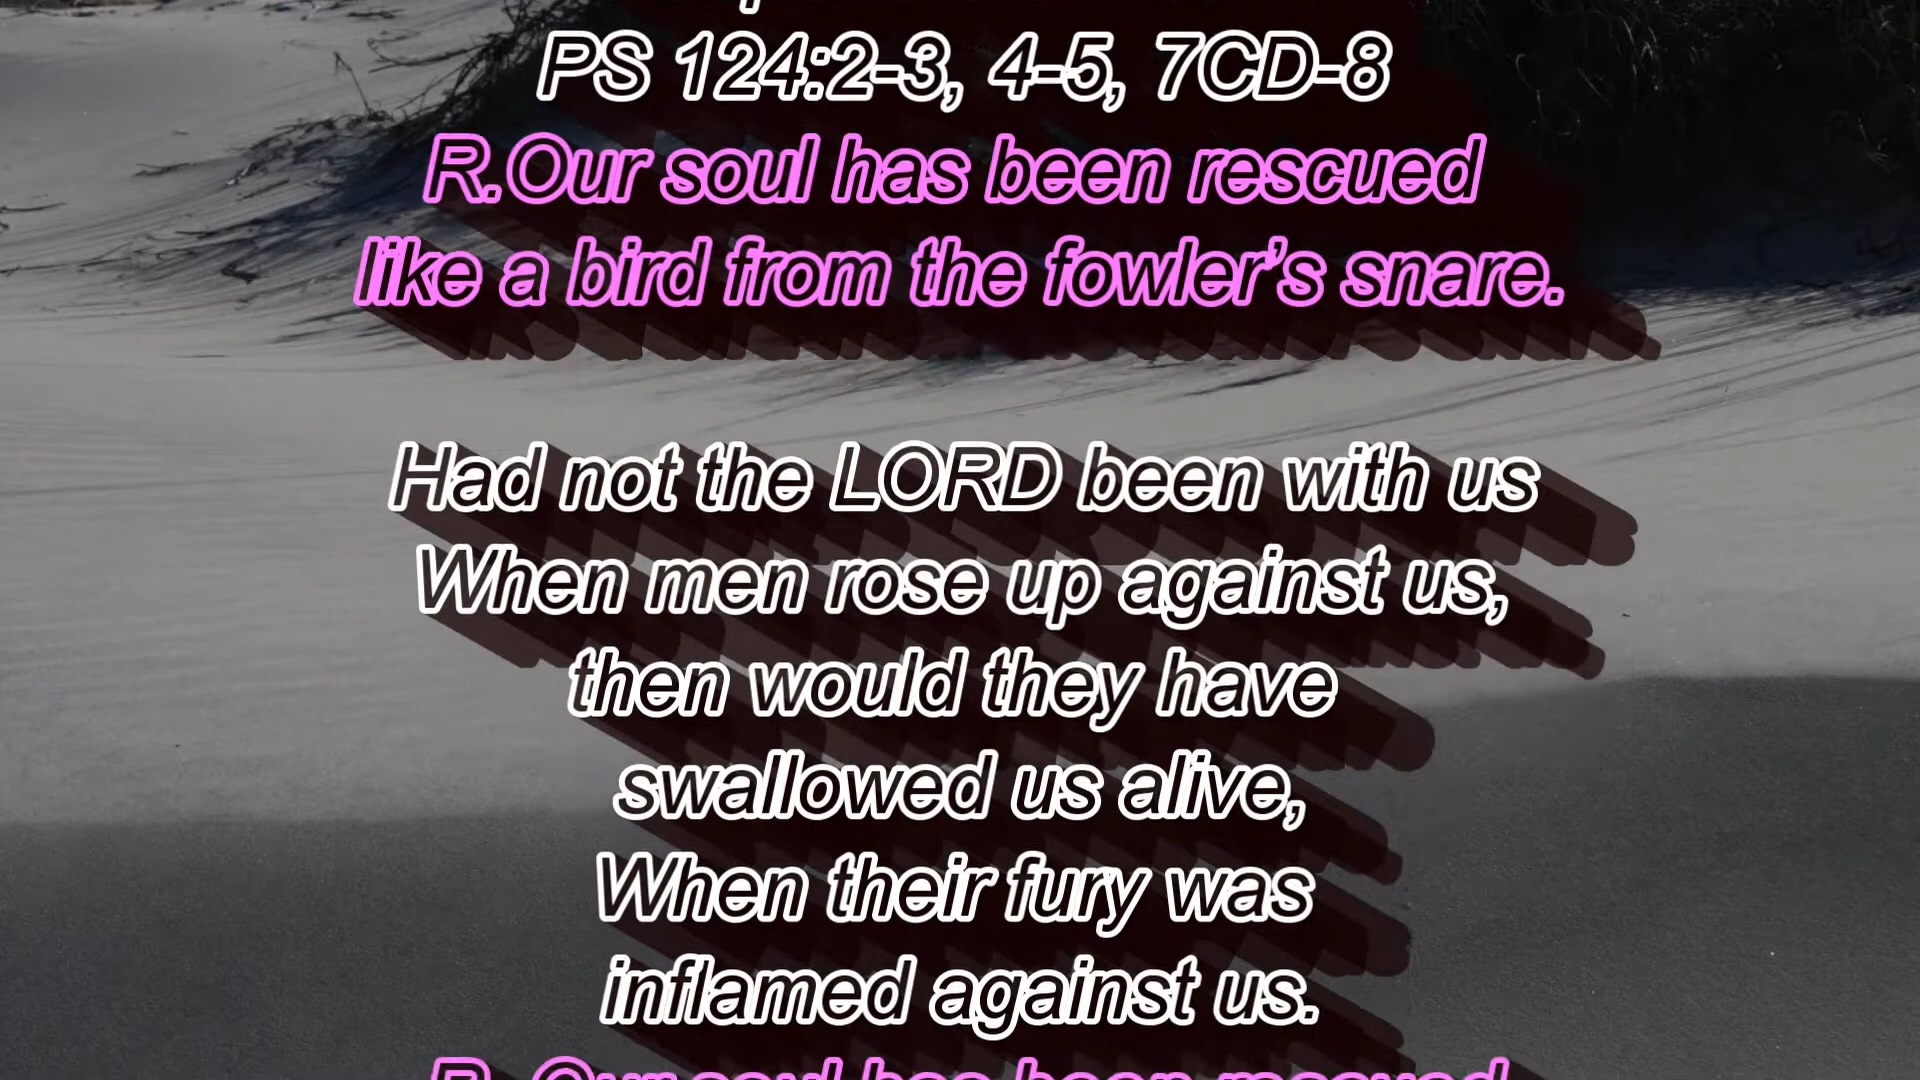 PS 124:2-3, 4-5, 7CD-8
R.Our soul has been rescued
like a bird from the fowler’s snare.
Had not the LORD been with us
When men rose up against us,
then would they have
swallowed us alive,
When their fury was
inflamed against us.
R. Our soul has been rescued